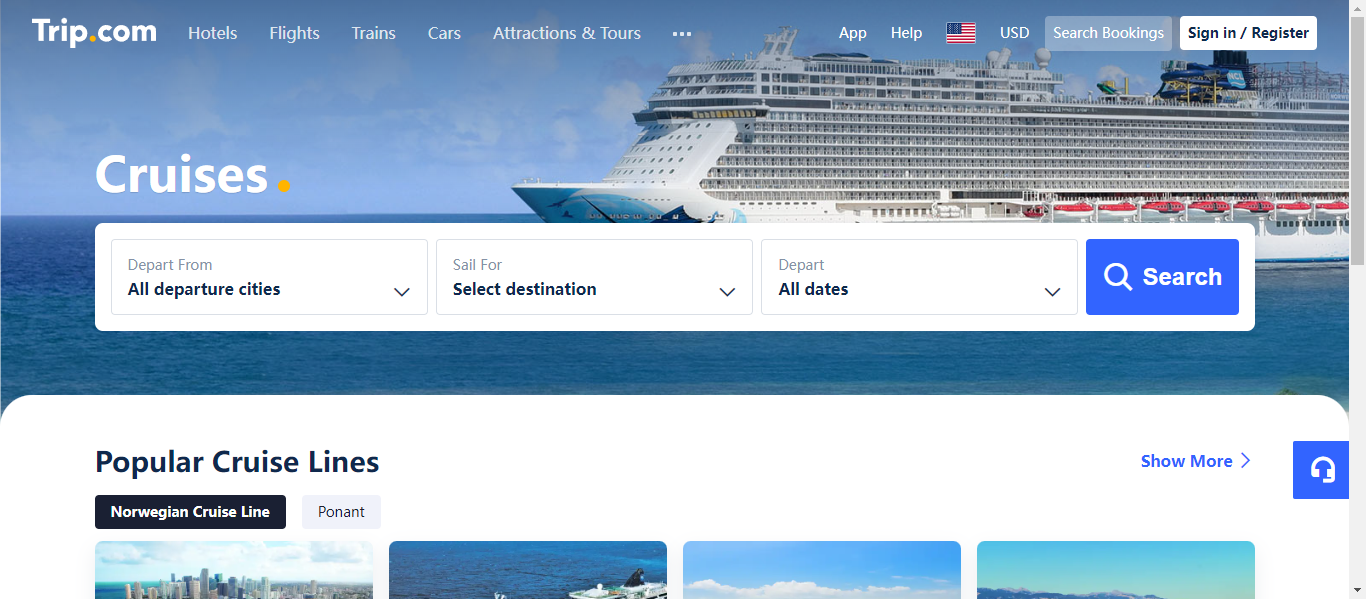 Trip.com Hotels Flights Trains Cars Attractions & Tours ... App Help USD Search Bookings Sign in / Register
NCL
Cruises.
Depart From
All departure cities
Sail For
Select destination
Depart
All dates
Search
Popular Cruise Lines
Show More
Norwegian Cruise Line
Ponant